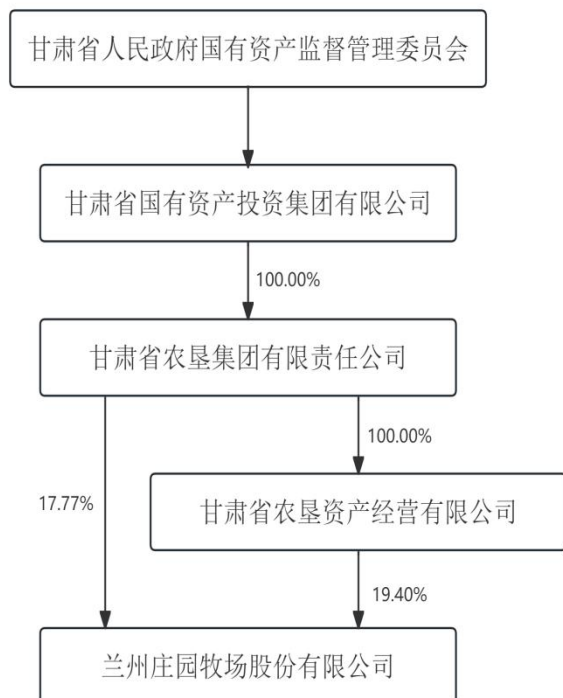 甘肃省人民政府国有资产监督管理委员会
甘肃省国有资产投资集团有限公司
100.00%
甘肃省农垦集团有限责任公司
100.00%
17.77%
甘肃省农垦资产经营有限公司
19.40%
兰州庄园牧场股份有限公司